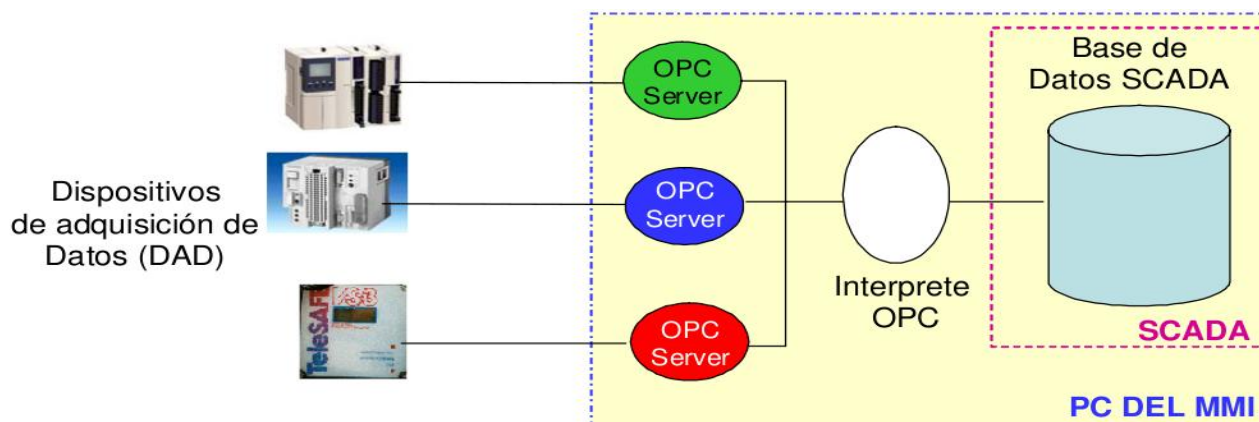 Dispositivos
de adquisición de
Datos (DAD)
TeleSAFE
OPC
Server
OPC
Server
OPC
Server
Interprete
OPC
Base de
Datos SCADA
SCADA
PC DEL MMI